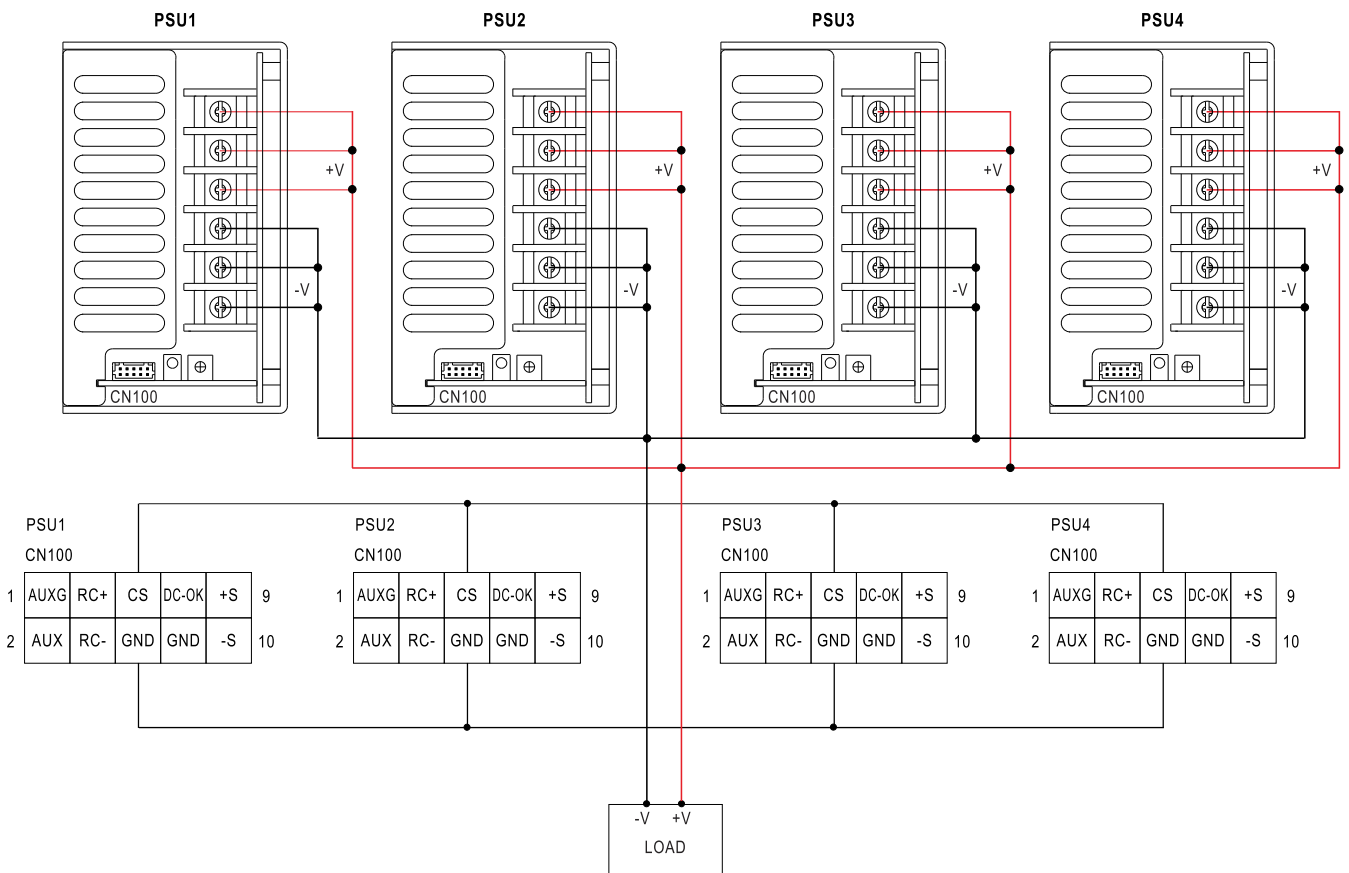 PSU1 PSU2 PSU3 PSU4
+V +V +V +V
-V -V -V -V
CN100 CN100 CN100 CN100
PSU1 PSU2 PSU3 PSU4
CN100 CN100 CN100 CN100
1 AUXG RC+ CS DC-OK +S 9 1 AUXG RC+ CS DC-OK +S 9 1 AUXG RC+ CS DC-OK +S 9 1 AUXG RC+ CS DC-OK +S 9
2 AUX RC- GND GND -S 10 2 AUX RC- GND GND -S 10 2 AUX RC- GND GND -S 10 2 AUX RC- GND GND -S 10
-V +V
LOAD